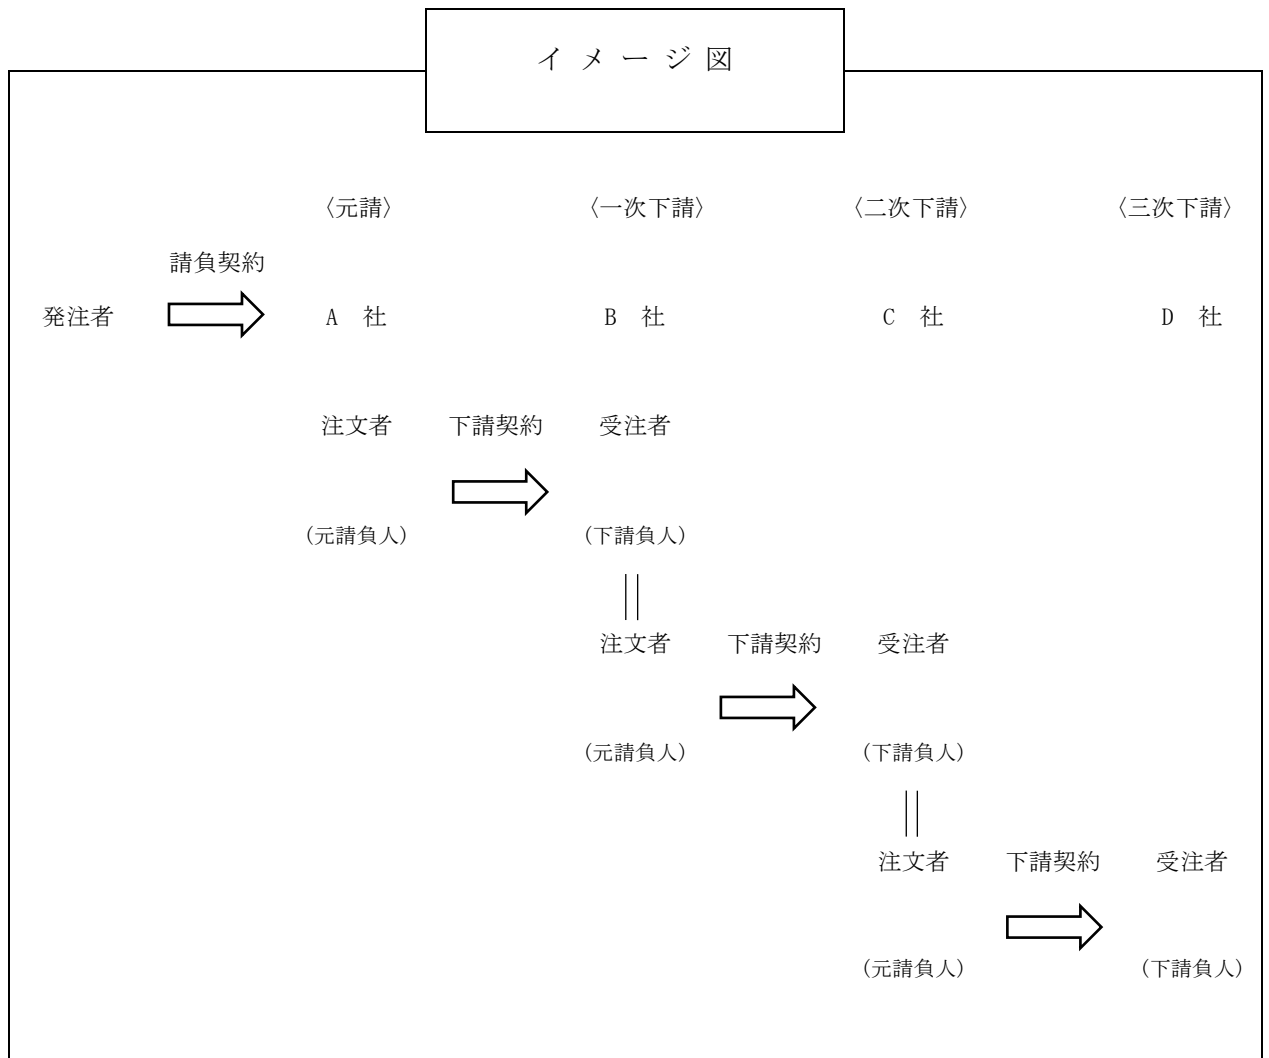 イメージ図
〈元請〉 〈一次下請〉 〈二次下請〉 〈三次下請〉
請負契約
発注者 A 社 B 社 C 社 D 社
注文者 下請契約 受注者
(元請負人) (下請負人)
注文者 下請契約 受注者
(元請負人) (下請負人)
注文者 下請契約 受注者
(元請負人) (下請負人)